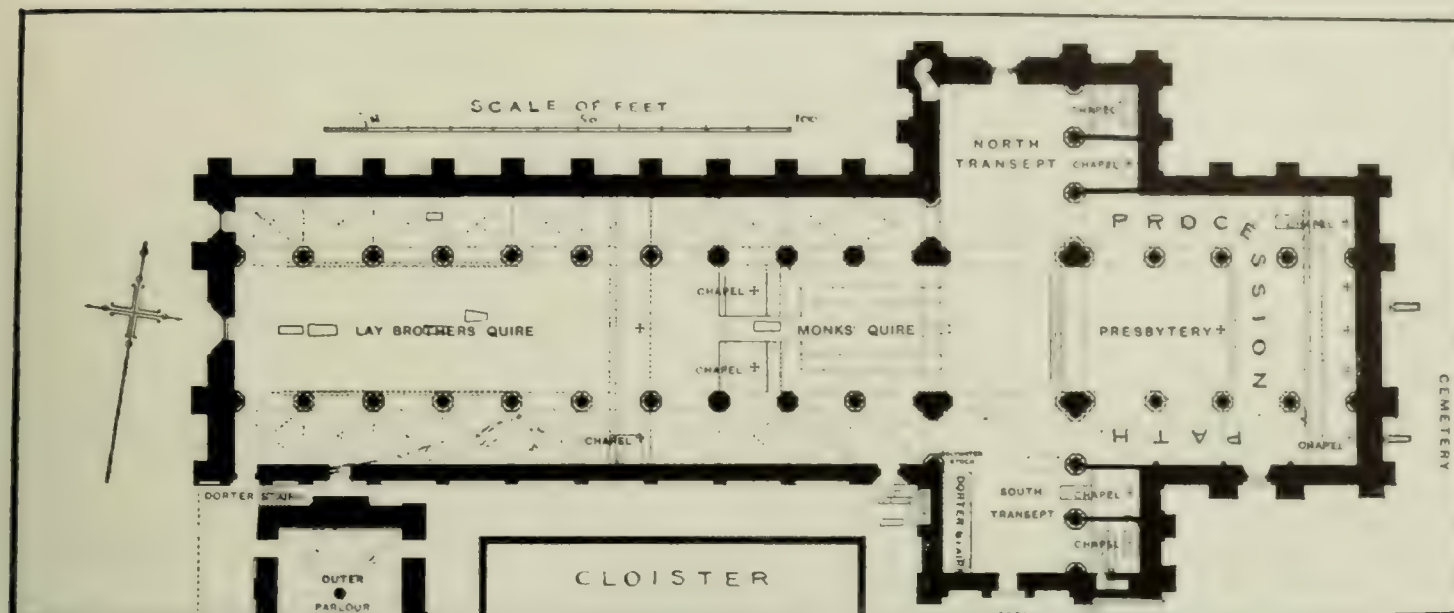 SCALE OF FEET
50
100
NORTH
TRANSEPT
CHAPEL
CHAPEL
PROCESSION
PATH
CHAPEL
LAY BROTHERS QUIRE
CHAPEL
CHAPEL
MONKS' QUIRE
PRESBYTERY
CHAPEL
CHAPEL
CEMETERY
DORTER STAIR
SOUTH
TRANSEPT
DORTER STAIR
CHAPEL
CHAPEL
OUTER
PARLOUR
CLOISTER